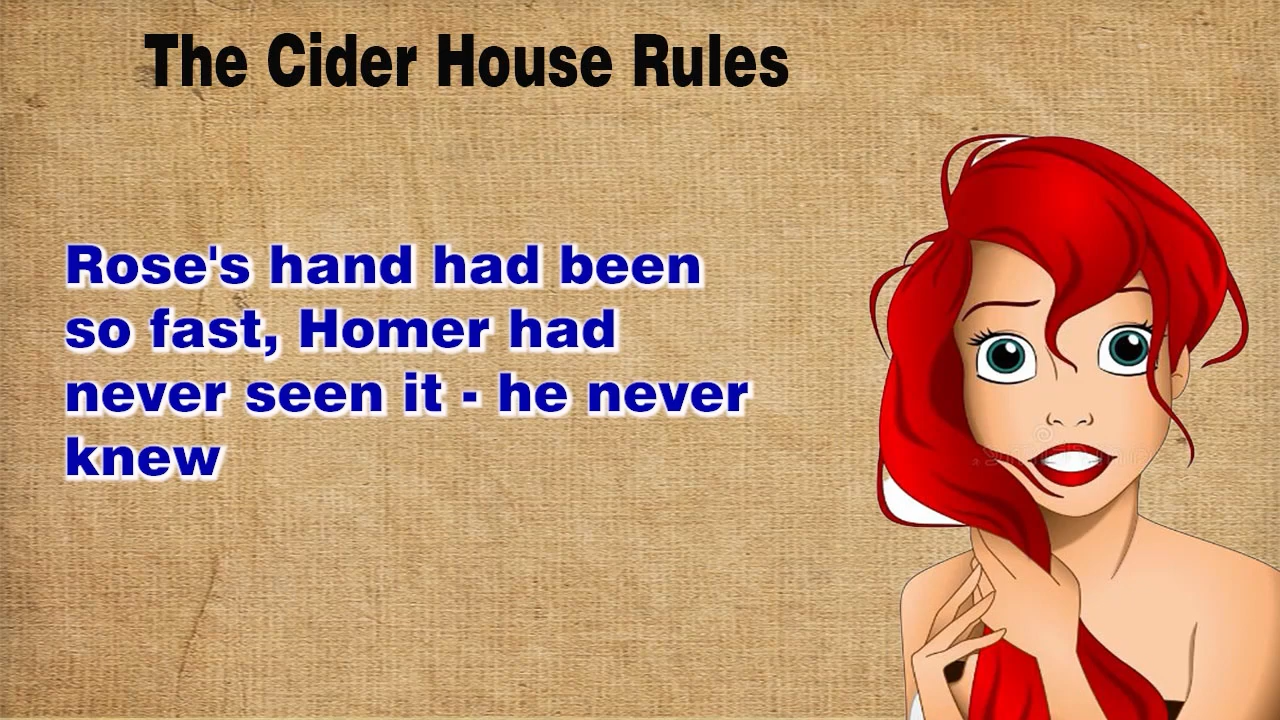 The Cider House Rules
Rose's hand had been
so fast, Homer had
never seen it - he never
knew